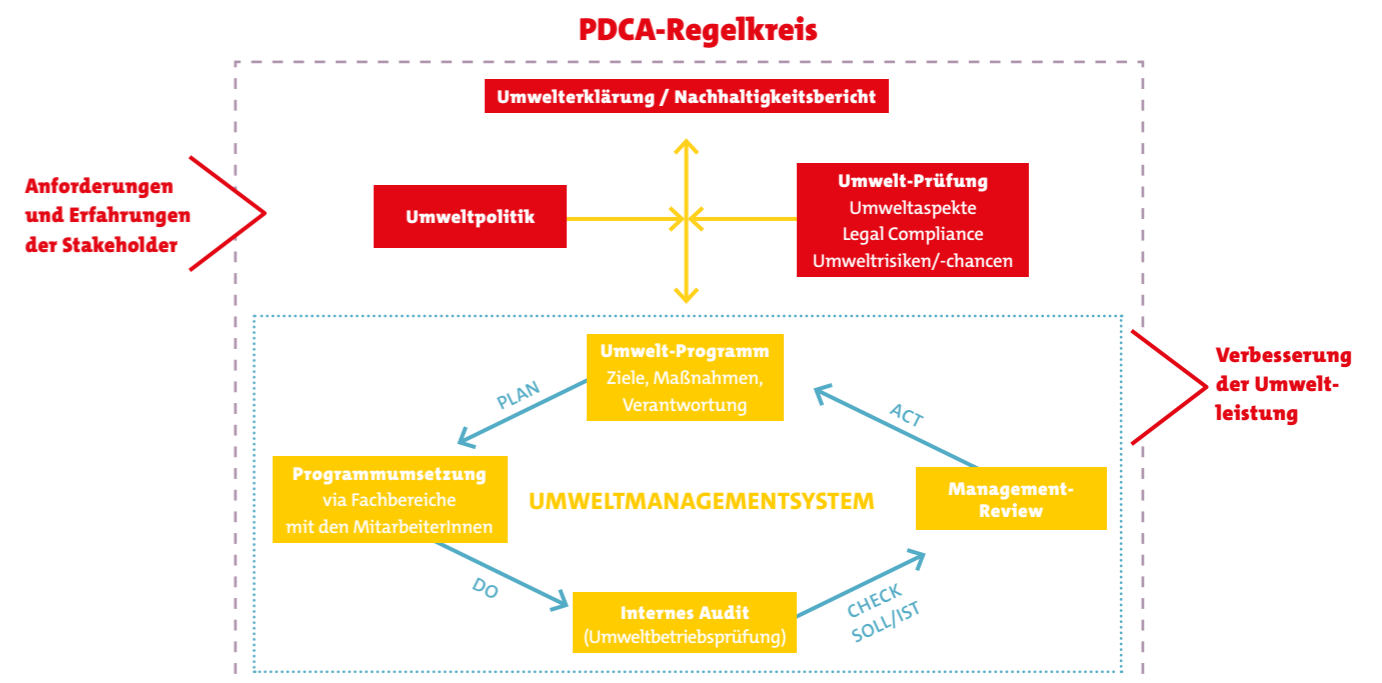 PDCA-Regelkreis
Umwelterklärung / Nachhaltigkeitsbericht
Anforderungen
und Erfahrungen
der Stakeholder
Umweltpolitik
Umwelt-Prüfung
Umweltaspekte
Legal Compliance
Umweltrisiken/-chancen
Umwelt-Programm
Ziele, Maßnahmen,
Verantwortung
PLAN
ACT
Verbesserung
der Umwelt-
leistung
Programmumsetzung
via Fachbereiche
mit den MitarbeiterInnen
UMWELTMANAGEMENTSYSTEM
Management-
Review
DO
Internes Audit
(Umweltbetriebsprüfung)
CHECK
SOLL/IST